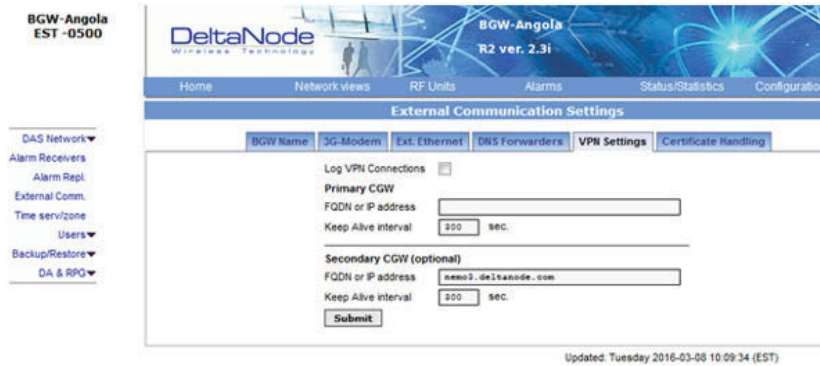 BGW-Angola
EST -0500
DeltaNode
Wireless Technology
BGW-Angola
R2 ver. 2.3i
Home Network views RF Units Alarms Status/Statistics Configuratio
External Communication Settings
DAS Network
Alarm Receivers
Alarm Repl.
External Comm.
Time serv/zone
Users
Backup/Restore
DA & RPG
BGW Name 3G-Modem Ext. Ethernet DNS Forwarders VPN Settings Certificate Handling
Log VPN Connections
Primary CGW
FQDN or IP address
Keep Alive interval 300 sec.
Secondary CGW (optional)
FQDN or IP address nemo3.deltanode.com
Keep Alive interval 300 sec.
Submit
Updated: Tuesday 2016-03-08 10:09:34 (EST)